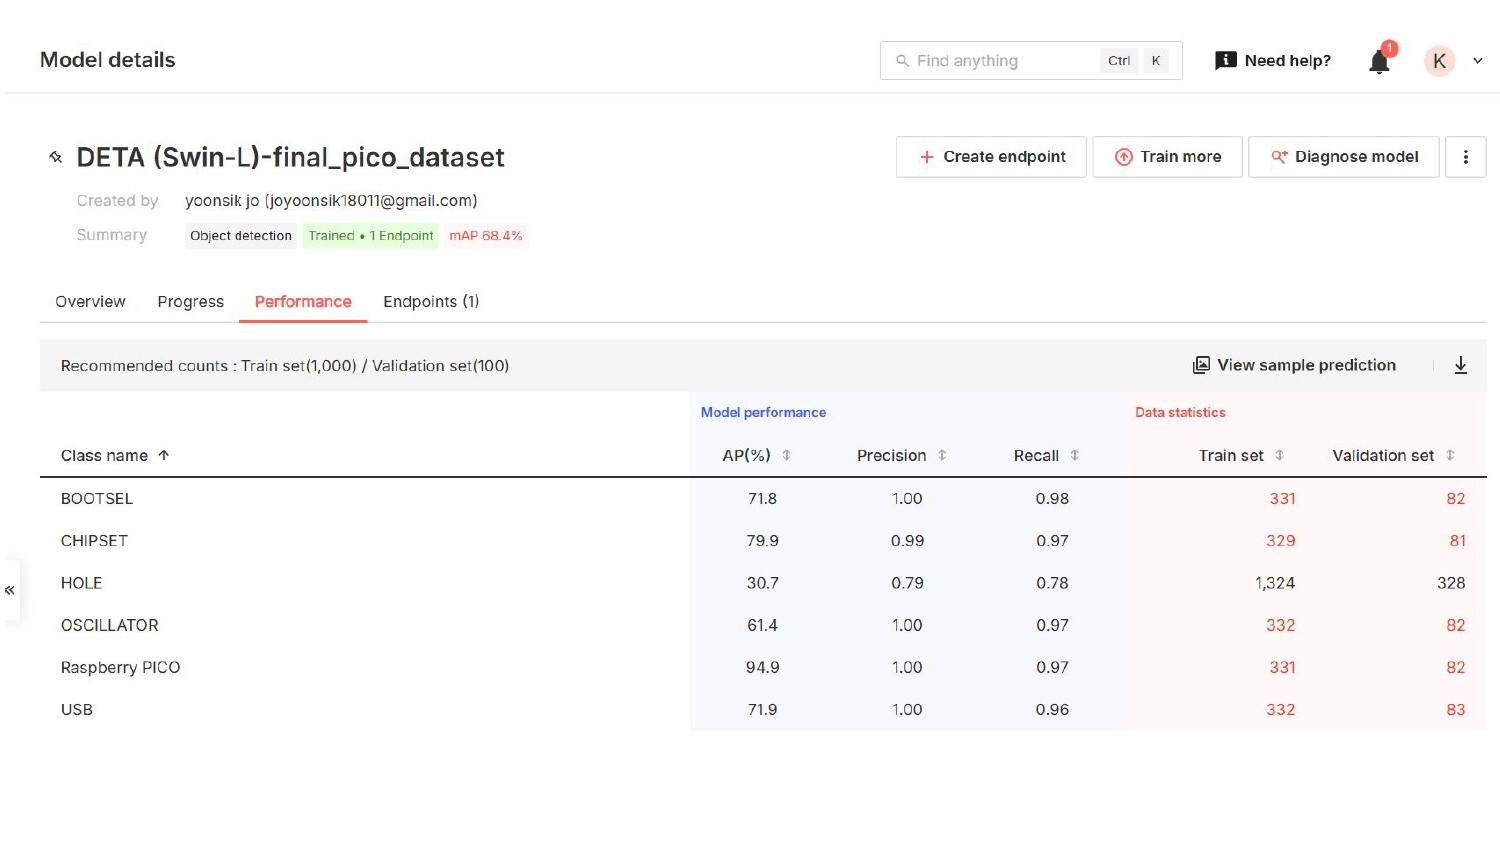 Model details
Find anything Ctrl K
Need help?
1
K
DETA (Swin-L)-final_pico_dataset
Create endpoint
Train more
Diagnose model
Created by yoonsik jo (joyoonsik18011@gmail.com)
Summary Object detection Trained • 1 Endpoint mAP 68.4%
Overview Progress Performance Endpoints (1)
Recommended counts : Train set(1,000) / Validation set(100)
View sample prediction
Model performance Data statistics
Class name AP(%) Precision Recall Train set Validation set
BOOTSEL 71.8 1.00 0.98 331 82
CHIPSET 79.9 0.99 0.97 329 81
HOLE 30.7 0.79 0.78 1,324 328
OSCILLATOR 61.4 1.00 0.97 332 82
Raspberry PICO 94.9 1.00 0.97 331 82
USB 71.9 1.00 0.96 332 83